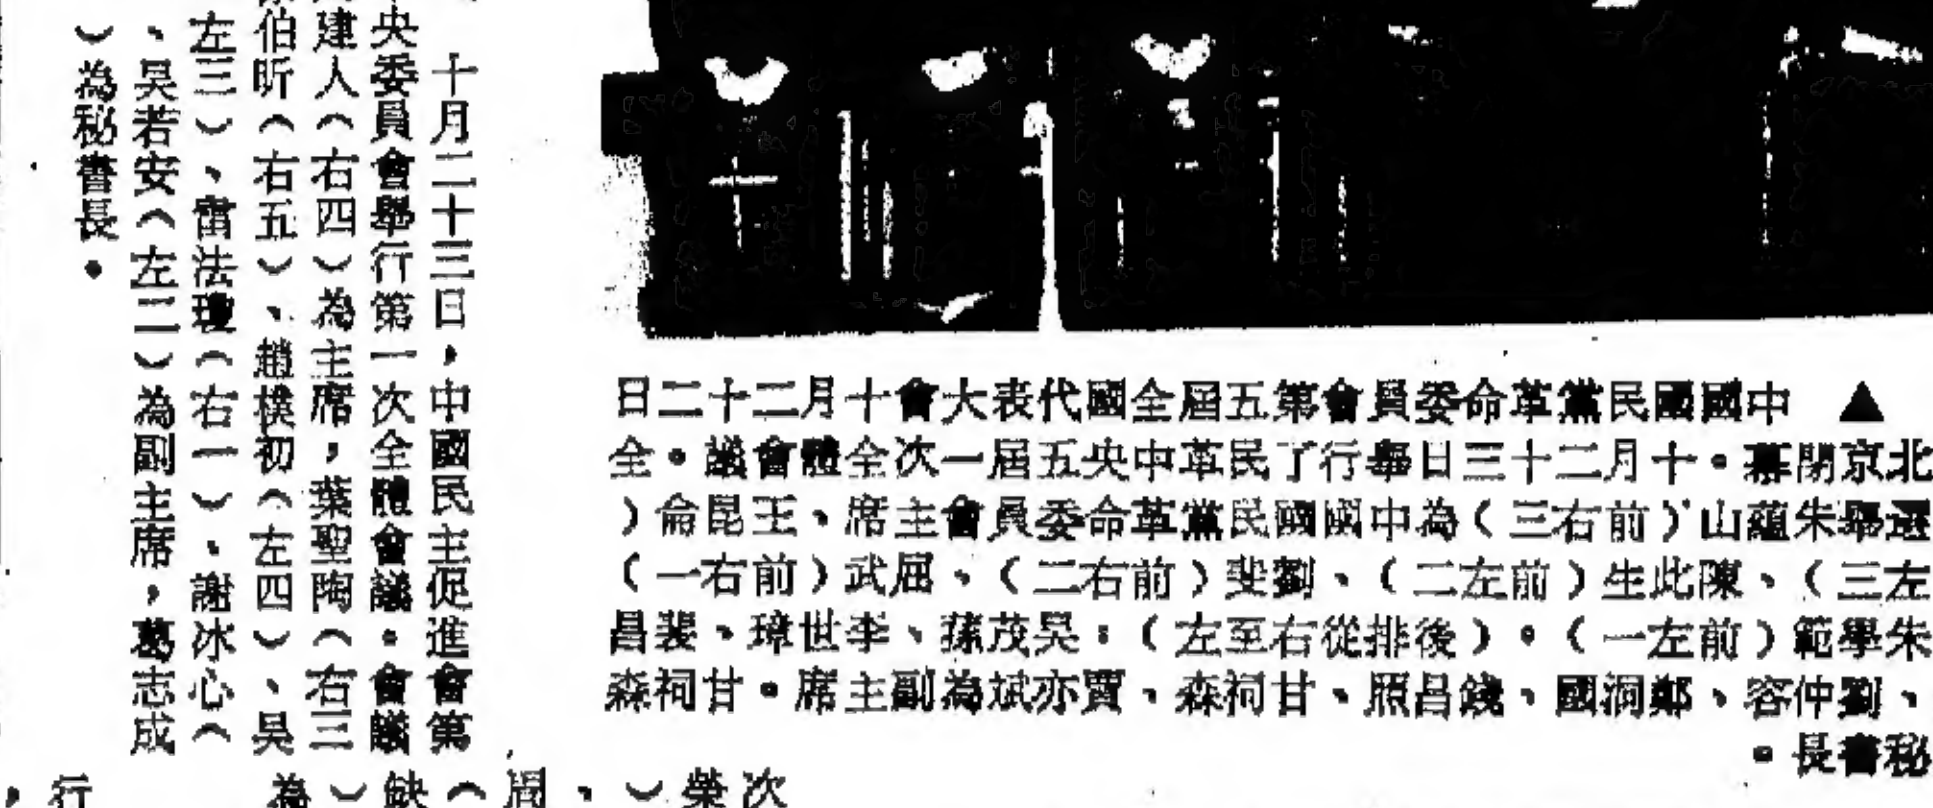 ▲ 中國國民黨革命委員會第五屆全國代表大會十月二十二日
北京閉幕。十月二十三日舉行了民革中央五屆一次全體會議。全
選舉朱蘊山(前右三)為中國國民黨革命委員會主席、王昆侖(
左三)、陳此生(前左二)、劉斐(前右二)、屈武(前右一)
朱學範(前左一)。(後排從右至左):吳茂蓀、李世璋、裴昌
、劉仲容、鄭洞國、錢昌照、甘祠森、賈亦斌為副主席。甘祠森
秘書長。
十月二十三日,中國民主促進會第
央委員會舉行第一次全體會議。會議
建人(右四)為主席,葉聖陶(右三
伯昕(右五)、趙樸初(左四)、吳
左三)、雷法瓊(右一)、謝冰心(
、吳若安(左二)為副主席,葛志成
)為秘書長。
次榮)、周(缺)為
行,